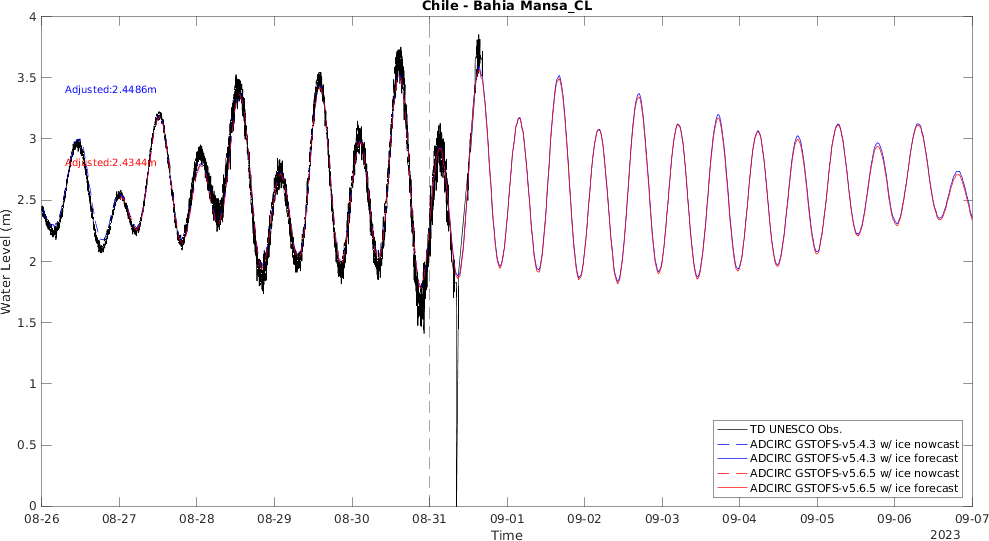 Chile - Bahia Mansa_CL
4
3.5
3
2.5
2
1.5
1
0.5
0
Water Level (m)
Adjusted:2.4486m
Adjusted:2.4344m
TD UNESCO Obs.
ADCIRC GSTOFS-v5.4.3 w/ ice nowcast
ADCIRC GSTOFS-v5.4.3 w/ ice forecast
ADCIRC GSTOFS-v5.6.5 w/ ice nowcast
ADCIRC GSTOFS-v5.6.5 w/ ice forecast
08-26 08-27 08-28 08-29 08-30 08-31 09-01 09-02 09-03 09-04 09-05 09-06 09-07
Time
2023